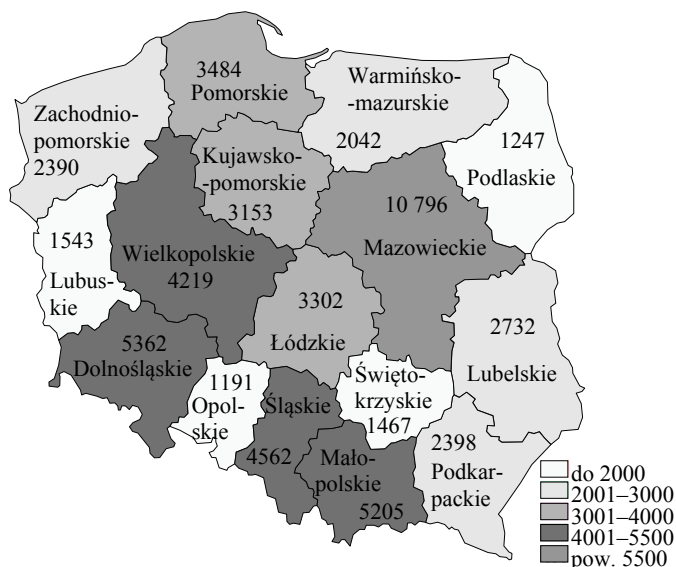 3484
Pomorskie
Warmińsko-
-mazurskie
2042
Zachodnio-
pomorskie
2390
Kujawsko-
-pomorskie
3153
1247
Podlaskie
10 796
Mazowieckie
1543
Lubus-
kie
Wielkopolskie
4219
3302
Łódzkie
2732
Lubelskie
5362
Dolnośląskie
1191
Opol-
skie
Śląskie
4562
Święto-
krzyskie
1467
Mało-
polskie
5205
2398
Podkar-
packie
do 2000
2001–3000
3001–4000
4001–5500
pow. 5500